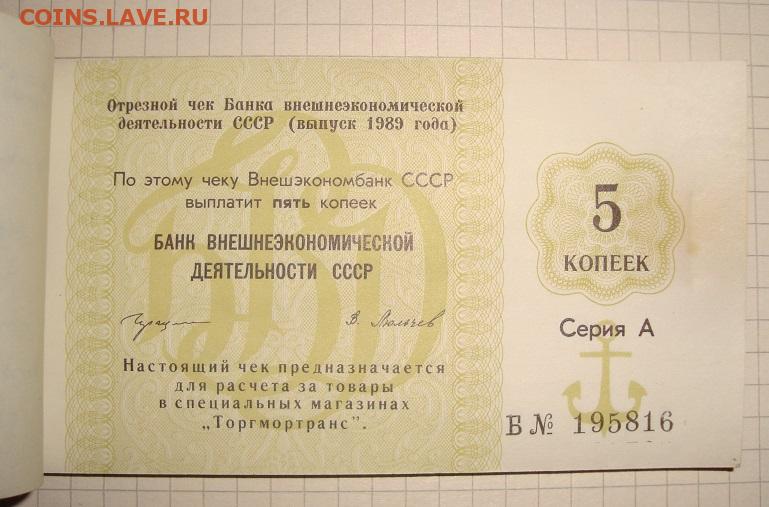 COINS.LAVE.RU
Отрезной чек Банка внешнеэкономической
деятельности СССР (выпуск 1989 года)
По этому чеку Внешэкономбанк СССР
выплатит пять копеек
БАНК ВНЕШНЕЭКОНОМИЧЕСКОЙ
ДЕЯТЕЛЬНОСТИ СССР
Настоящий чек предназначается
для расчета за товары
в специальных магазинах
„Торгмортранс".
5
КОПЕЕК
Серия А
Б № 195816